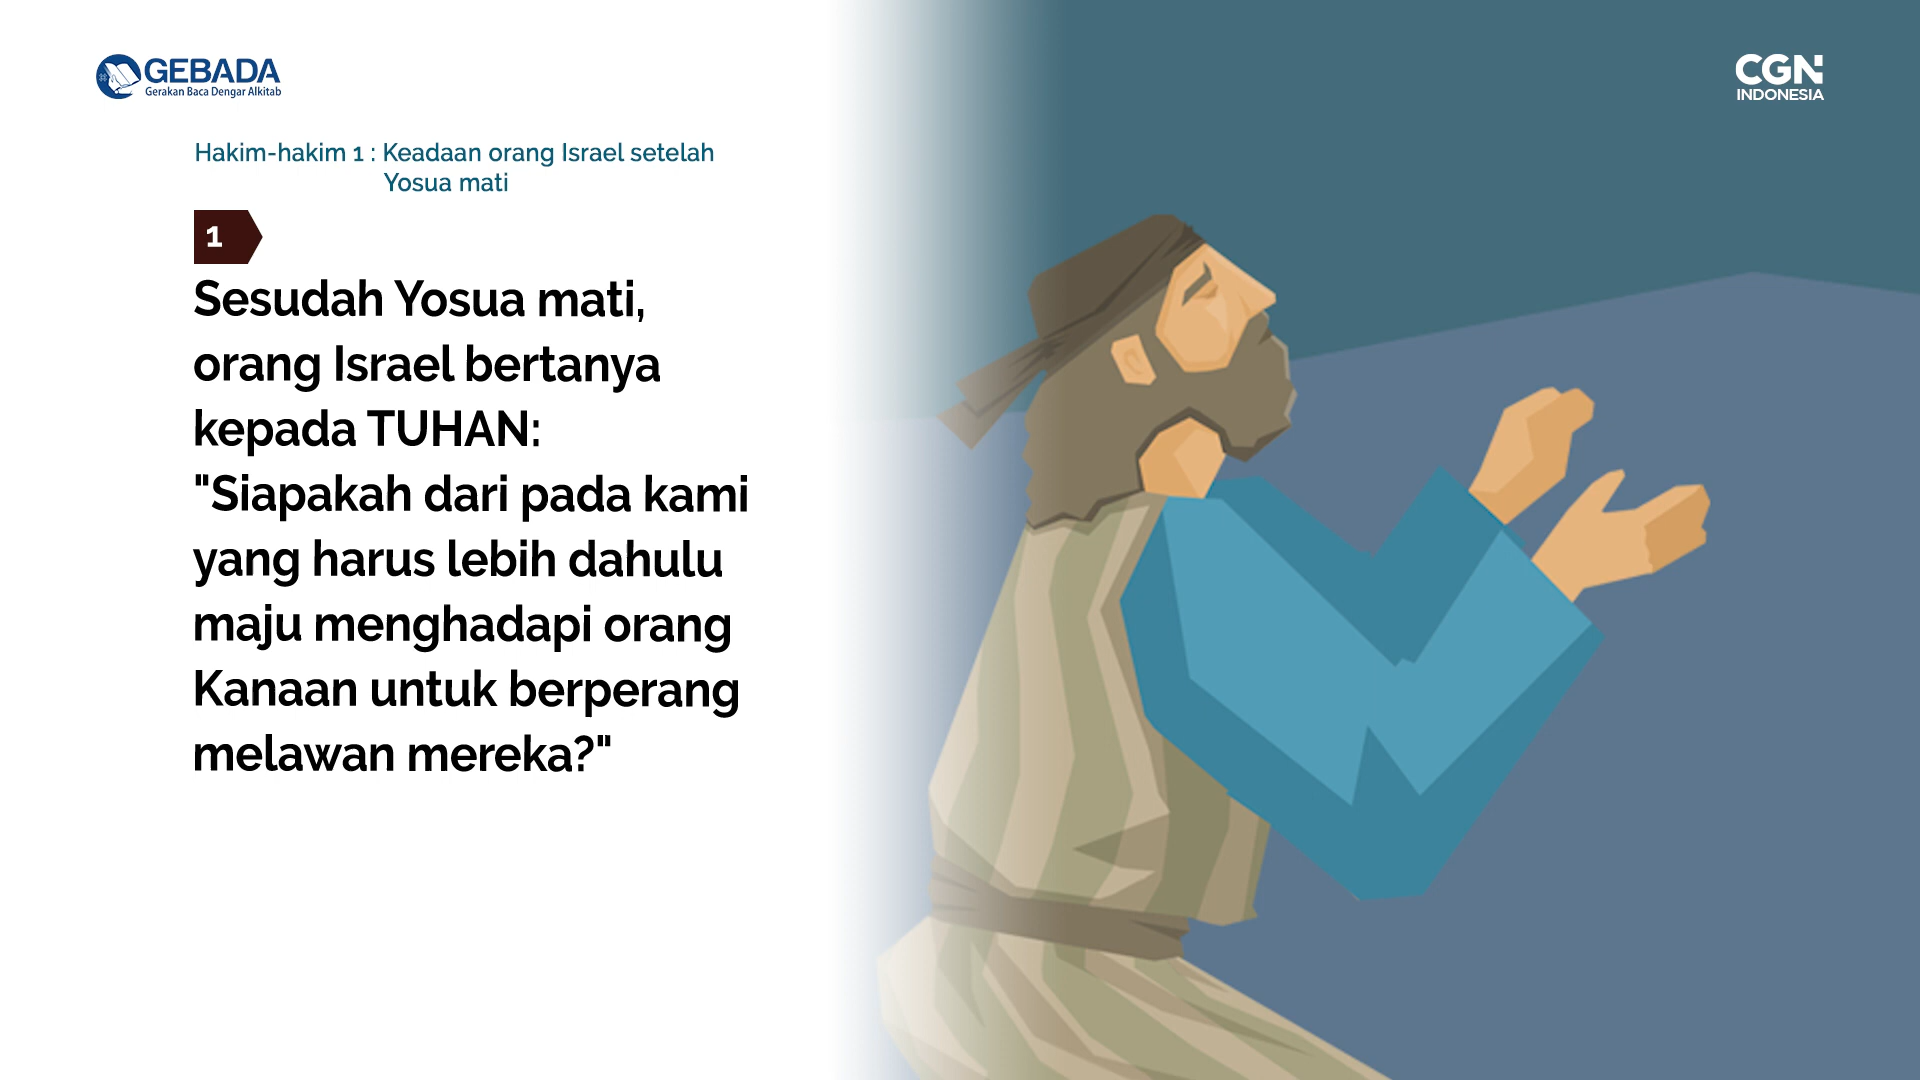 GEBADA
Gerakan Baca Dengar Alkitab
CGN
INDONESIA
Hakim-hakim 1 : Keadaan orang Israel setelah
Yosua mati
1
Sesudah Yosua mati,
orang Israel bertanya
kepada TUHAN:
"Siapakah dari pada kami
yang harus lebih dahulu
maju menghadapi orang
Kanaan untuk berperang
melawan mereka?"